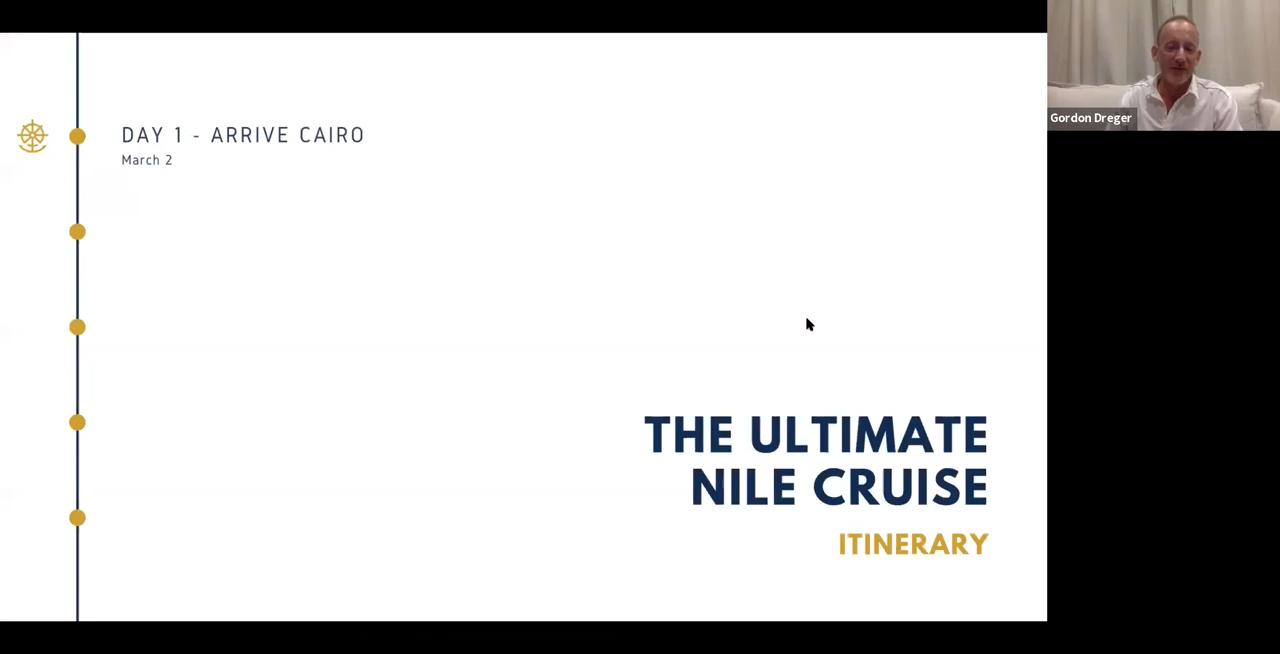 DAY 1 - ARRIVE CAIRO
March 2
THE ULTIMATE
NILE CRUISE
ITINERARY
Gordon Dreger